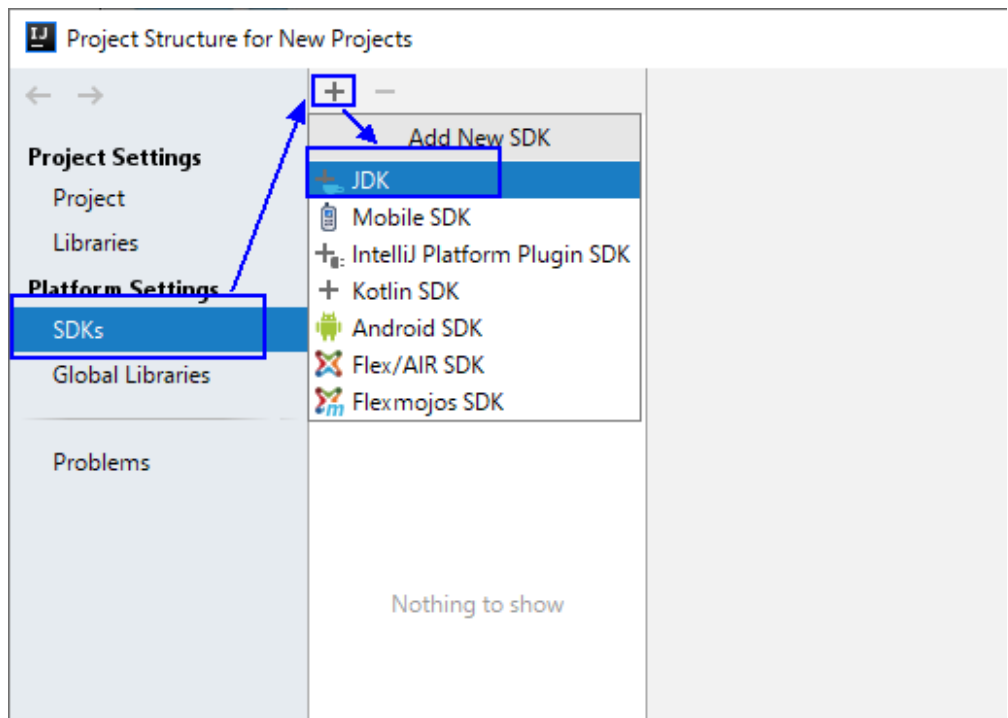 IJ
Project Structure for New Projects
Project Settings
Project
Libraries
Platform Settings
SDKs
Global Libraries
Problems
Add New SDK
JDK
Mobile SDK
IntelliJ Platform Plugin SDK
Kotlin SDK
Android SDK
Flex/AIR SDK
Flexmojos SDK
Nothing to show